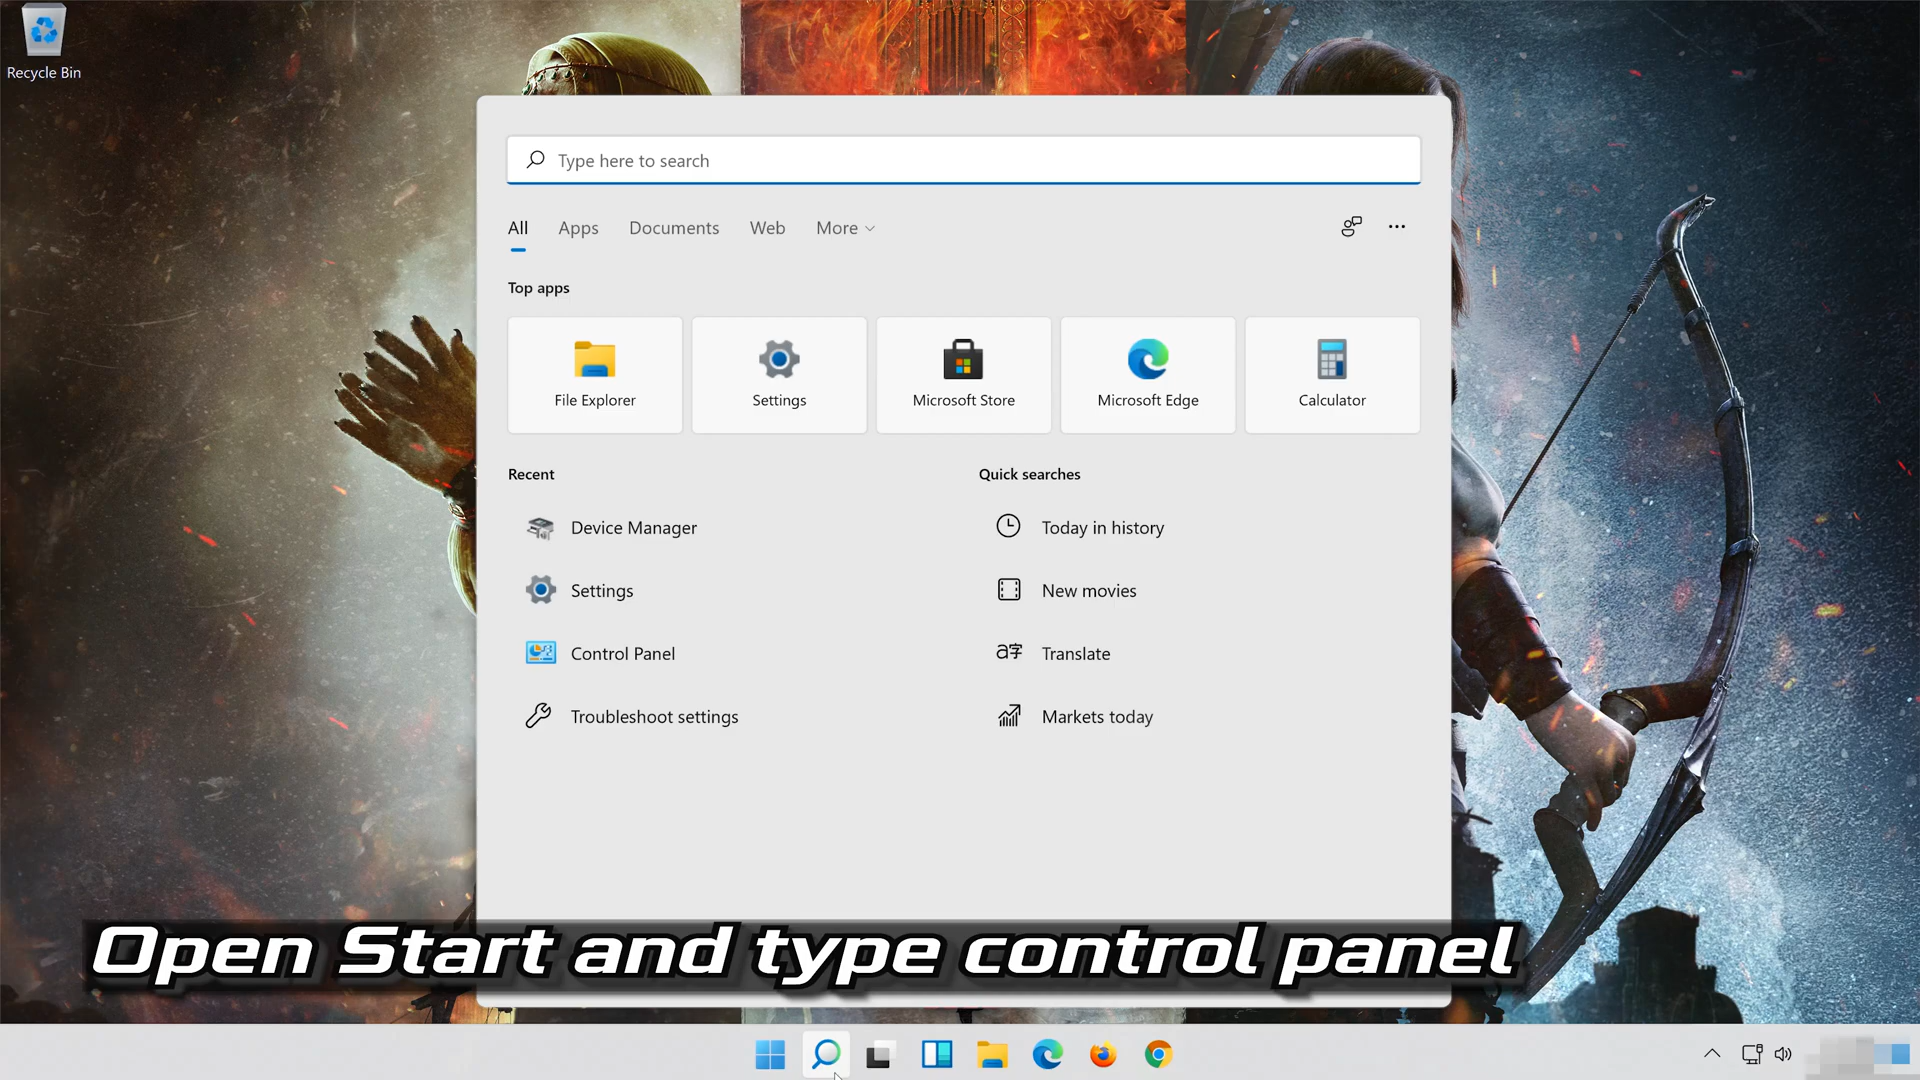 Recycle Bin
Type here to search
All Apps Documents Web More
Top apps
File Explorer
Settings
Microsoft Store
Microsoft Edge
Calculator
Recent
Device Manager
Settings
Control Panel
Troubleshoot settings
Quick searches
Today in history
New movies
Translate
Markets today
Open Start and type control panel